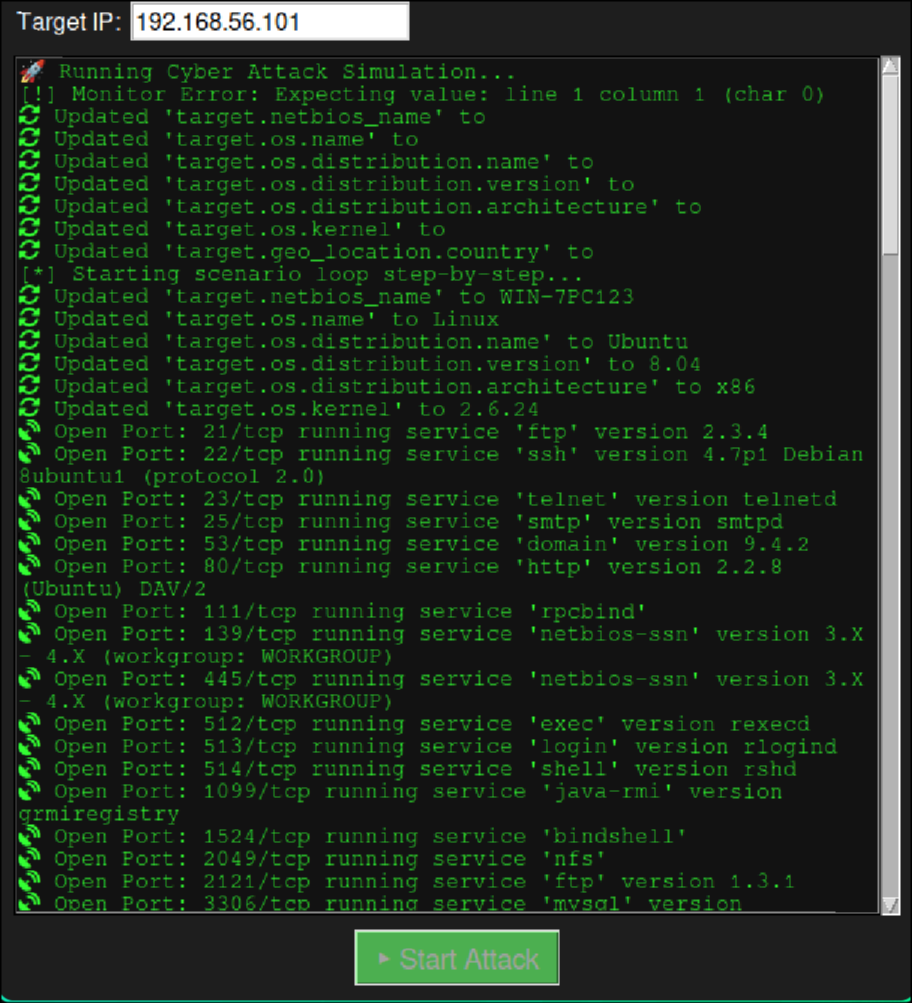 Target IP: 192.168.56.101
🚀 Running Cyber Attack Simulation...
[!] Monitor Error: Expecting value: line 1 column 1 (char 0)
Updated 'target.netbios_name' to
Updated 'target.os.name' to
Updated 'target.os.distribution.name' to
Updated 'target.os.distribution.version' to
Updated 'target.os.distribution.architecture' to
Updated 'target.os.kernel' to
Updated 'target.geo_location.country' to
[*] Starting scenario loop step-by-step...
Updated 'target.netbios_name' to WIN-7PC123
Updated 'target.os.name' to Linux
Updated 'target.os.distribution.name' to Ubuntu
Updated 'target.os.distribution.version' to 8.04
Updated 'target.os.distribution.architecture' to x86
Updated 'target.os.kernel' to 2.6.24
Open Port: 21/tcp running service 'ftp' version 2.3.4
Open Port: 22/tcp running service 'ssh' version 4.7p1 Debian
8ubuntu1 (protocol 2.0)
Open Port: 23/tcp running service 'telnet' version telnetd
Open Port: 25/tcp running service 'smtp' version smtpd
Open Port: 53/tcp running service 'domain' version 9.4.2
Open Port: 80/tcp running service 'http' version 2.2.8
(Ubuntu) DAV/2
Open Port: 111/tcp running service 'rpcbind'
Open Port: 139/tcp running service 'netbios-ssn' version 3.X
- 4.X (workgroup: WORKGROUP)
Open Port: 445/tcp running service 'netbios-ssn' version 3.X
- 4.X (workgroup: WORKGROUP)
Open Port: 512/tcp running service 'exec' version rexecd
Open Port: 513/tcp running service 'login' version rlogind
Open Port: 514/tcp running service 'shell' version rshd
Open Port: 1099/tcp running service 'java-rmi' version
grmiregistry
Open Port: 1524/tcp running service 'bindshell'
Open Port: 2049/tcp running service 'nfs'
Open Port: 2121/tcp running service 'ftp' version 1.3.1
Open Port: 3306/tcp running service 'mysql' version
Start Attack